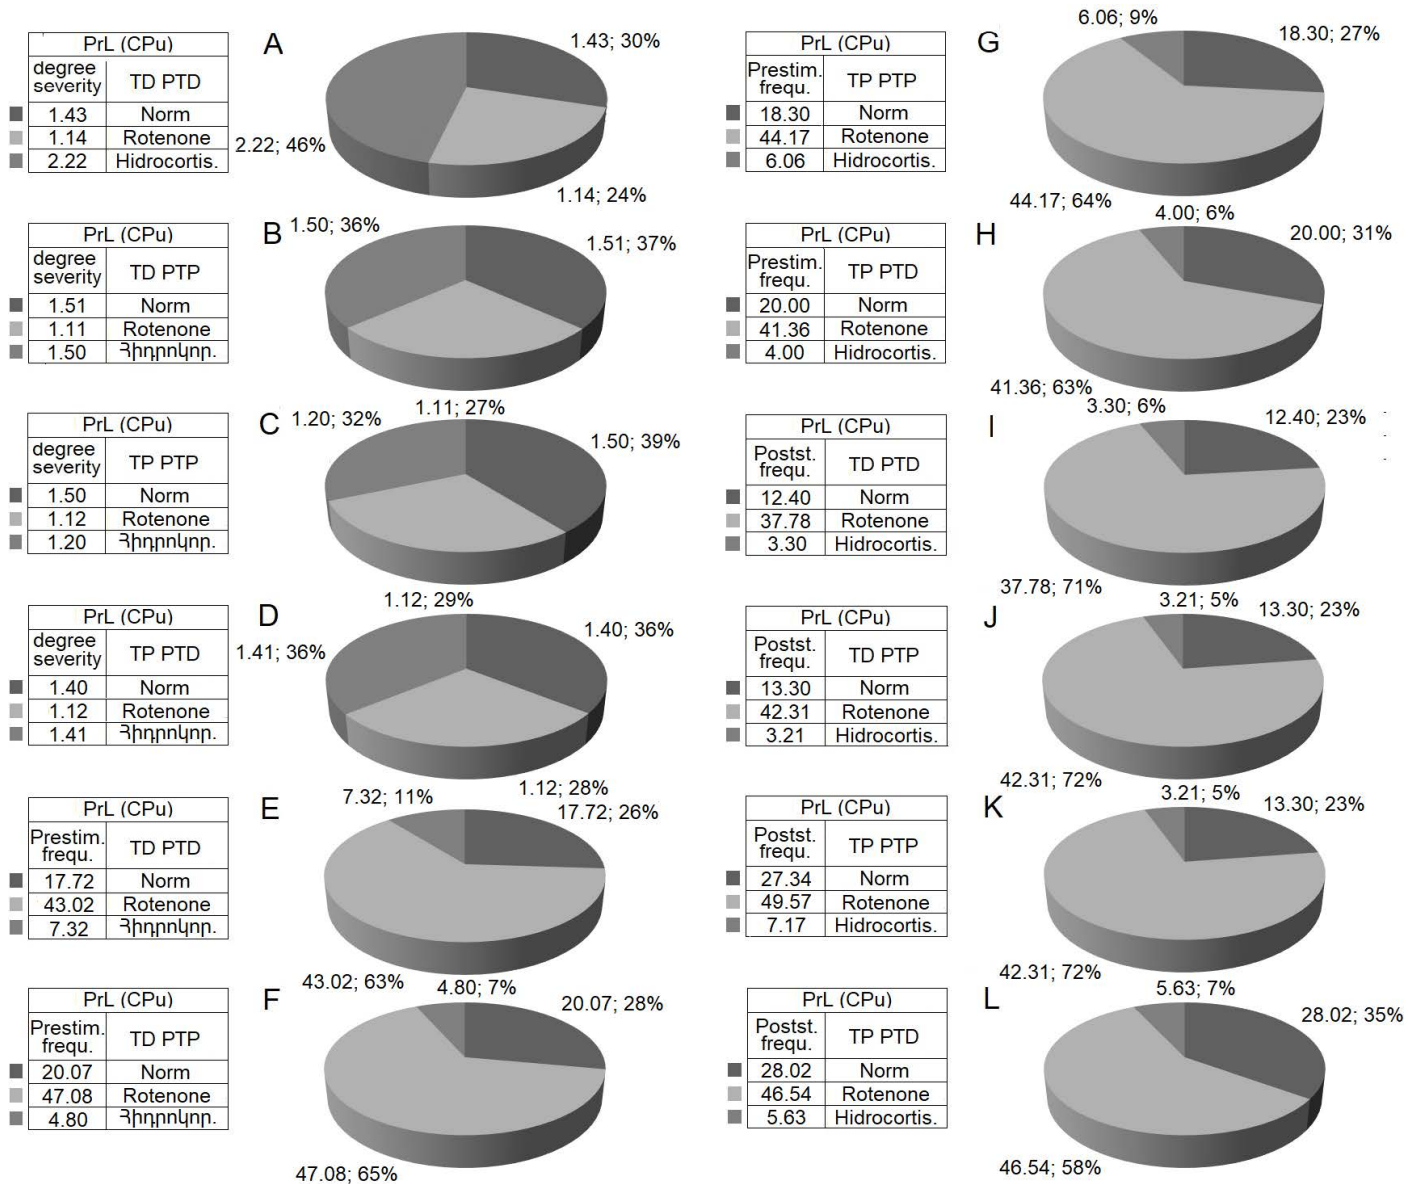 PrL (CPu)
degree severity TD PTD
1.43 Norm
1.14 Rotenone
2.22 Hidrocortis.
A
1.43; 30%
2.22; 46%
1.14; 24%
PrL (CPu)
degree severity TD PTP
1.51 Norm
1.11 Rotenone
1.50 Հիդրոկոր.
B
1.50; 36%
1.51; 37%
1.11; 27%
PrL (CPu)
degree severity TP PTP
1.50 Norm
1.12 Rotenone
1.20 Հիդրոկոր.
C
1.20; 32%
1.50; 39%
1.12; 29%
PrL (CPu)
degree severity TP PTD
1.40 Norm
1.12 Rotenone
1.41 Հիդրոկոր.
D
1.41; 36%
1.40; 36%
1.12; 28%
PrL (CPu)
Prestim. frequ. TD PTD
17.72 Norm
43.02 Rotenone
7.32 Հիդրոկոր.
E
7.32; 11%
17.72; 26%
43.02; 63%
PrL (CPu)
Prestim. frequ. TD PTP
20.07 Norm
47.08 Rotenone
4.80 Հիդրոկոր.
F
4.80; 7%
20.07; 28%
47.08; 65%
PrL (CPu)
Prestim. frequ. TP PTP
18.30 Norm
44.17 Rotenone
6.06 Hidrocortis.
G
6.06; 9%
18.30; 27%
44.17; 64%
PrL (CPu)
Prestim. frequ. TP PTD
20.00 Norm
41.36 Rotenone
4.00 Hidrocortis.
H
4.00; 6%
20.00; 31%
41.36; 63%
PrL (CPu)
Postst. frequ. TD PTD
12.40 Norm
37.78 Rotenone
3.30 Hidrocortis.
I
3.30; 6%
12.40; 23%
37.78; 71%
PrL (CPu)
Postst. frequ. TD PTP
13.30 Norm
42.31 Rotenone
3.21 Hidrocortis.
J
3.21; 5%
13.30; 23%
42.31; 72%
PrL (CPu)
Postst. frequ. TP PTP
27.34 Norm
49.57 Rotenone
7.17 Hidrocortis.
K
3.21; 5%
13.30; 23%
42.31; 72%
PrL (CPu)
Postst. frequ. TP PTD
28.02 Norm
46.54 Rotenone
5.63 Hidrocortis.
L
5.63; 7%
28.02; 35%
46.54; 58%